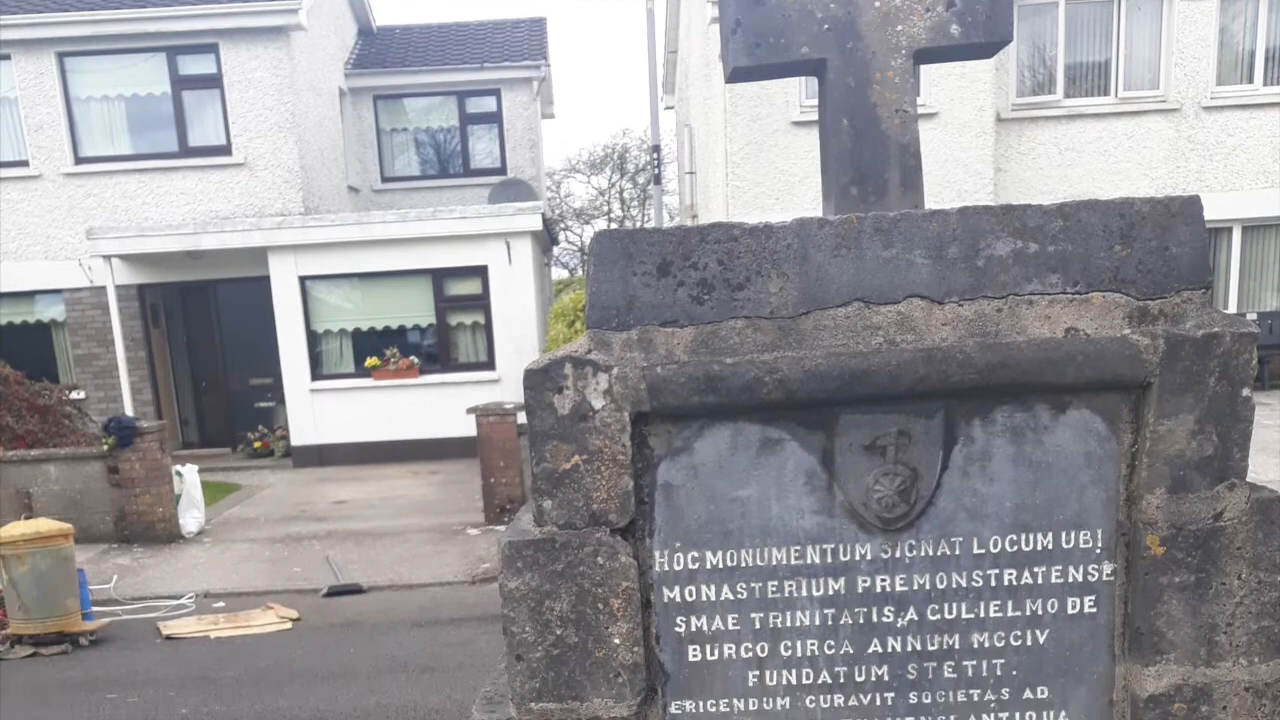 HOC MONUMENTUM SIGNAT LOCUM UBI
MONASTERIUM PREMONSTRATENSE
SMAE TRINITATIS, A GULIELMO DE
BURGO CIRCA ANNUM MCCIV
FUNDATUM STETIT.
ERIGENDUM CURAVIT SOCIETAS AD
ANTIQUA